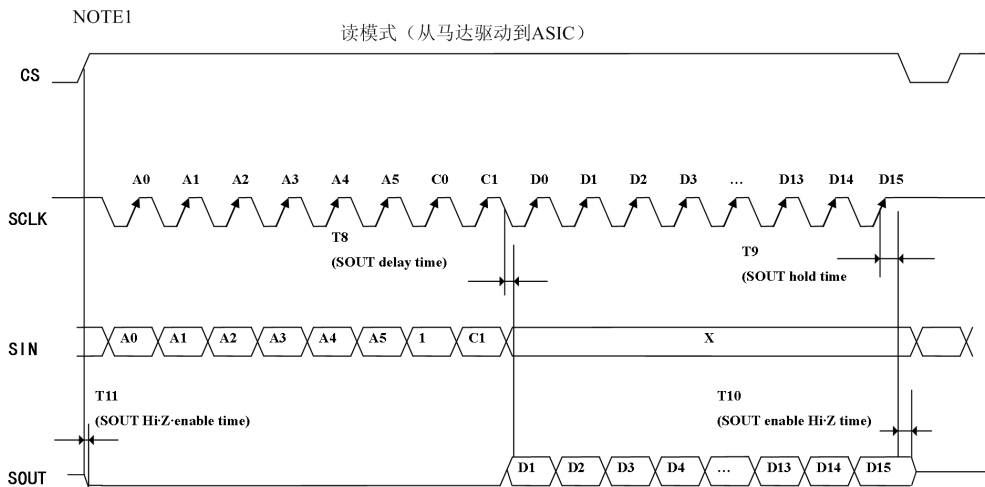 NOTE1
读模式（从马达驱动到ASIC）
CS
A0 A1 A2 A3 A4 A5 C0 C1 D0 D1 D2 D3 … D13 D14 D15
SCLK
T8
(SOUT delay time)
T9
(SOUT hold time
SIN
A0 A1 A2 A3 A4 A5 1 C1 X
T11
(SOUT Hi·Z·enable time)
T10
(SOUT enable Hi·Z time)
SOUT
D1 D2 D3 D4 … D13 D14 D15